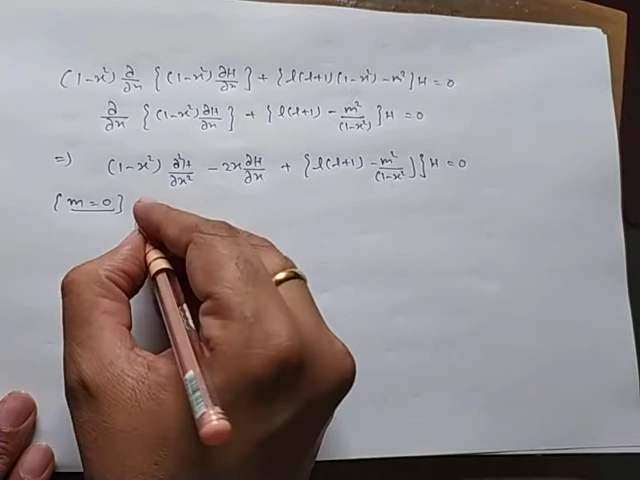 (1-x²) ∂/∂x {(1-x²) ∂H/∂x} + {l(l+1)(1-x²) - m²}H = 0
∂/∂x {(1-x²) ∂H/∂x} + {l(l+1) - m²/(1-x²)}H = 0
=) (1-x²) ∂²H/∂x² - 2x ∂H/∂x + {l(l+1) - m²/(1-x²)}H = 0
{m=0}